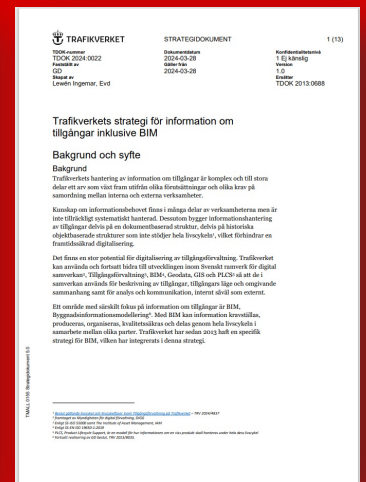 TRAFIKVERKET
STRATEGIDOKUMENT
1 (13)
TDOK-nummer
TDOK 2024:0022
Fastställt av
GD
Skapat av
Lewén Ingemar, Evd
Dokumentdatum
2024-03-28
Gäller från
2024-03-28
Konfidentialitetsnivå
1 Ej känslig
Version
1.0
Ersätter
TDOK 2013:0688
Trafikverkets strategi för information om
tillgångar inklusive BIM
Bakgrund och syfte
Bakgrund
Trafikverkets hantering av information om tillgångar är komplex och till stora
delar ett arv som växt fram utifrån olika förutsättningar och olika krav på
samordning mellan interna och externa verksamheter.
Kunskap om informationsbehovet finns i många delar av verksamheterna men är
inte tillräckligt systematiskt hanterad. Dessutom bygger informationshantering
av tillgångar delvis på en dokumentbaserad struktur, delvis på historiska
objektbaserade strukturer som inte stödjer hela livscykeln¹, vilket förhindrar en
framtidssäkrad digitalisering.
Det finns en stor potential för digitalisering av tillgångsförvaltning. Trafikverket
kan använda och fortsatt bidra till utvecklingen inom Svenskt ramverk för digital
samverkan², Tillgångsförvaltning³, BIM⁴, Geodata, GIS och PLCS⁵ så att de i
samverkan används för beskrivning av tillgångar, tillgångars läge och omgivande
sammanhang samt för analys och kommunikation, internt såväl som externt.
Ett område med särskilt fokus på information om tillgångar är BIM,
Byggnadsinformationsmodellering⁶. Med BIM kan information kravställas,
produceras, organiseras, kvalitetssäkras och delas genom hela livscykeln i
samarbete mellan olika parter. Trafikverket har sedan 2013 haft en specifik
strategi för BIM, vilken har integrerats i denna strategi.
TMALL 0165 Strategidokument 5.0